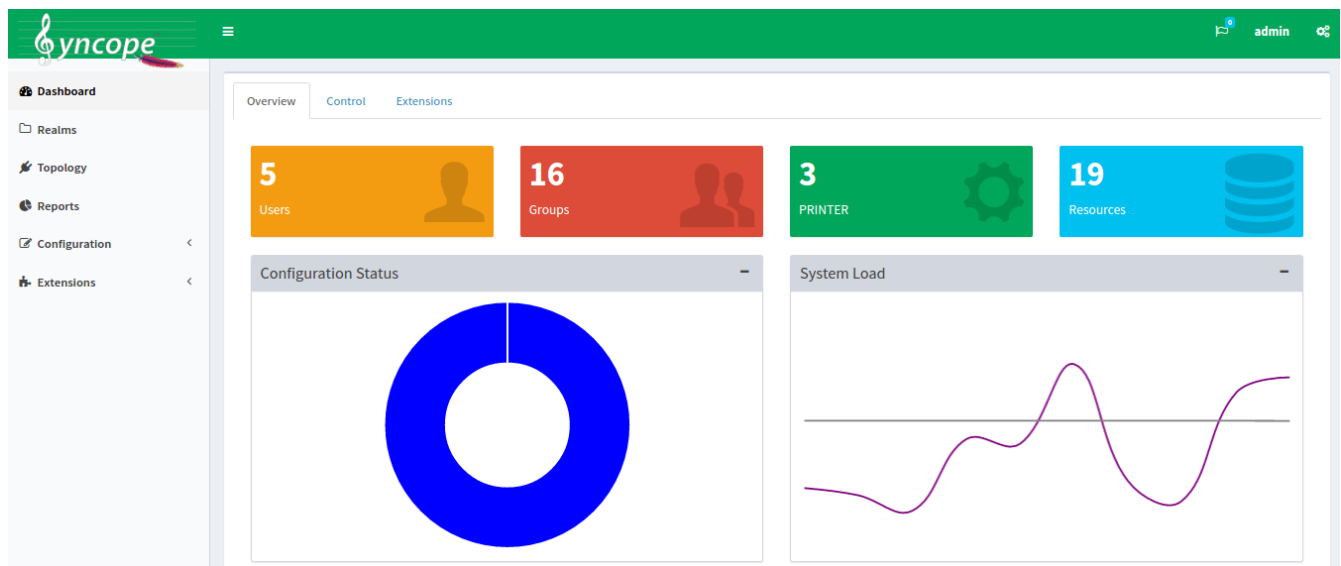 Syncope
0
admin
Dashboard
Realms
Topology
Reports
Configuration
Extensions
Overview Control Extensions
5
Users
16
Groups
3
PRINTER
19
Resources
Configuration Status
System Load